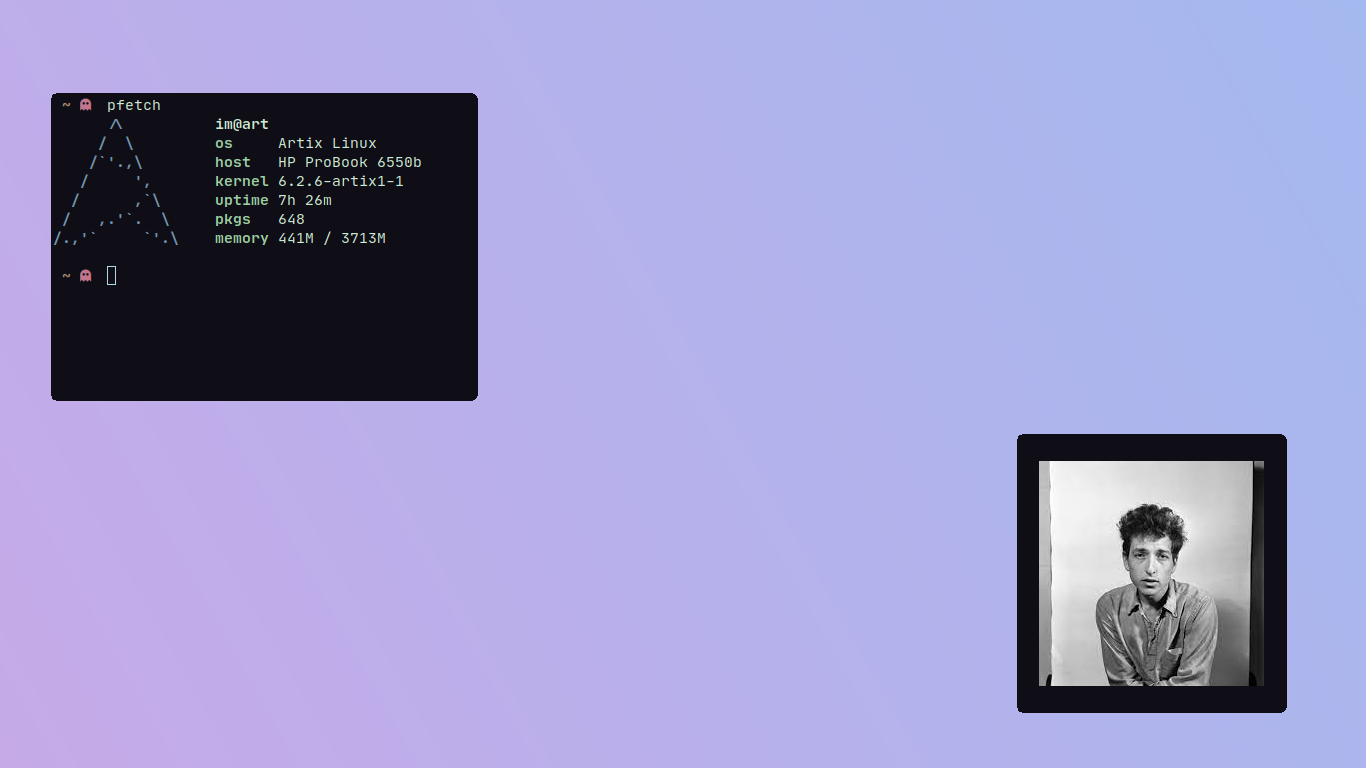 ~ pfetch
im@art
os Artix Linux
host HP ProBook 6550b
kernel 6.2.6-artix1-1
uptime 7h 26m
pkgs 648
memory 441M / 3713M
~